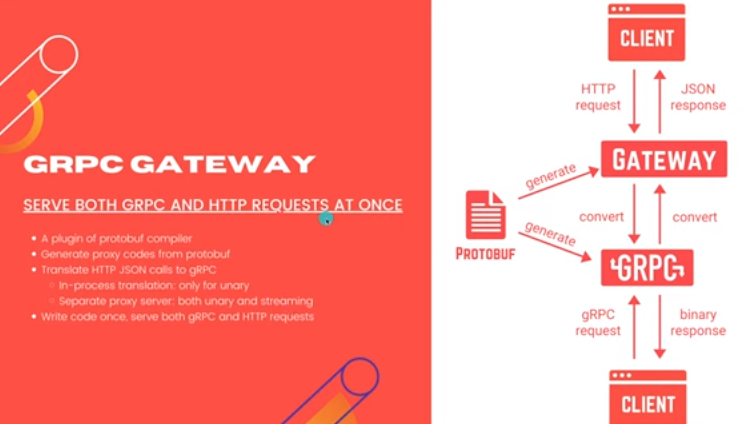 GRPC GATEWAY
SERVE BOTH GRPC AND HTTP REQUESTS AT ONCE
A plugin of protobuf compiler
Generate proxy codes from protobuf
Translate HTTP JSON calls to gRPC
In-process translation: only for unary
Separate proxy server: both unary and streaming
Write code once, serve both gRPC and HTTP requests
CLIENT
HTTP
request
JSON
response
GATEWAY
generate
PROTOBUF
generate
convert
convert
GRPC
gRPC
request
binary
response
CLIENT